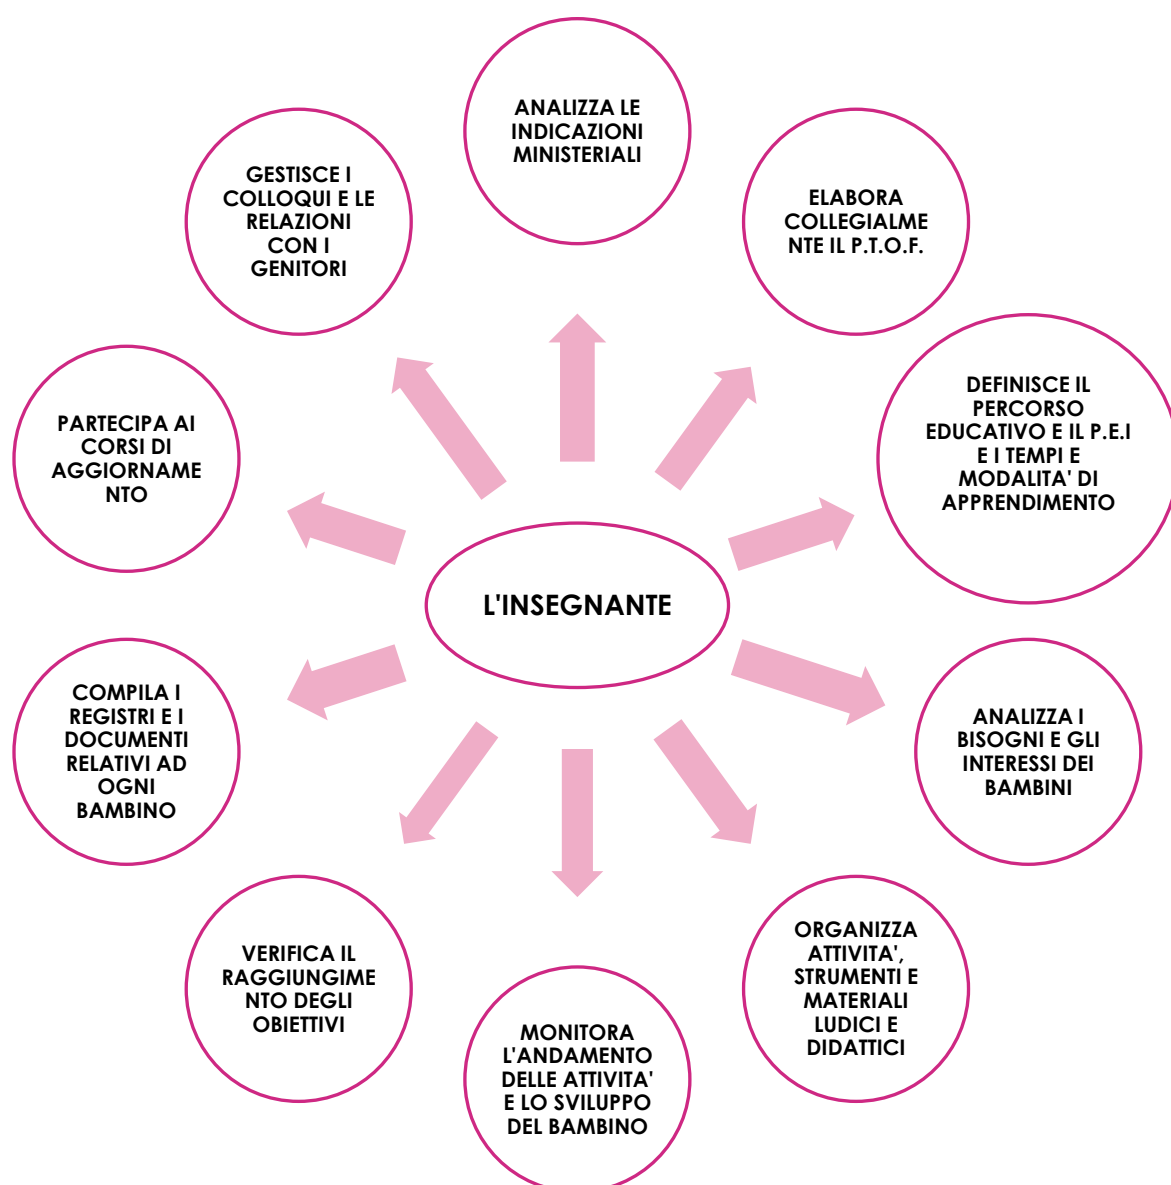 ANALIZZA LE
INDICAZIONI
MINISTERIALI
ELABORA
COLLEGIALME
NTE IL P.T.O.F.
DEFINISCE IL
PERCORSO
EDUCATIVO E IL P.E.I
E I TEMPI E
MODALITA' DI
APPRENDIMENTO
ANALIZZA I
BISOGNI E GLI
INTERESSI DEI
BAMBINI
ORGANIZZA
ATTIVITA',
STRUMENTI E
MATERIALI
LUDICI E
DIDATTICI
MONITORA
L'ANDAMENTO
DELLE ATTIVITA'
E LO SVILUPPO
DEL BAMBINO
VERIFICA IL
RAGGIUNGIME
NTO DEGLI
OBIETTIVI
COMPILA I
REGISTRI E I
DOCUMENTI
RELATIVI AD
OGNI
BAMBINO
PARTECIPA AI
CORSI DI
AGGIORNAME
NTO
GESTISCE I
COLLOQUI E LE
RELAZIONI
CON I
GENITORI
L'INSEGNANTE